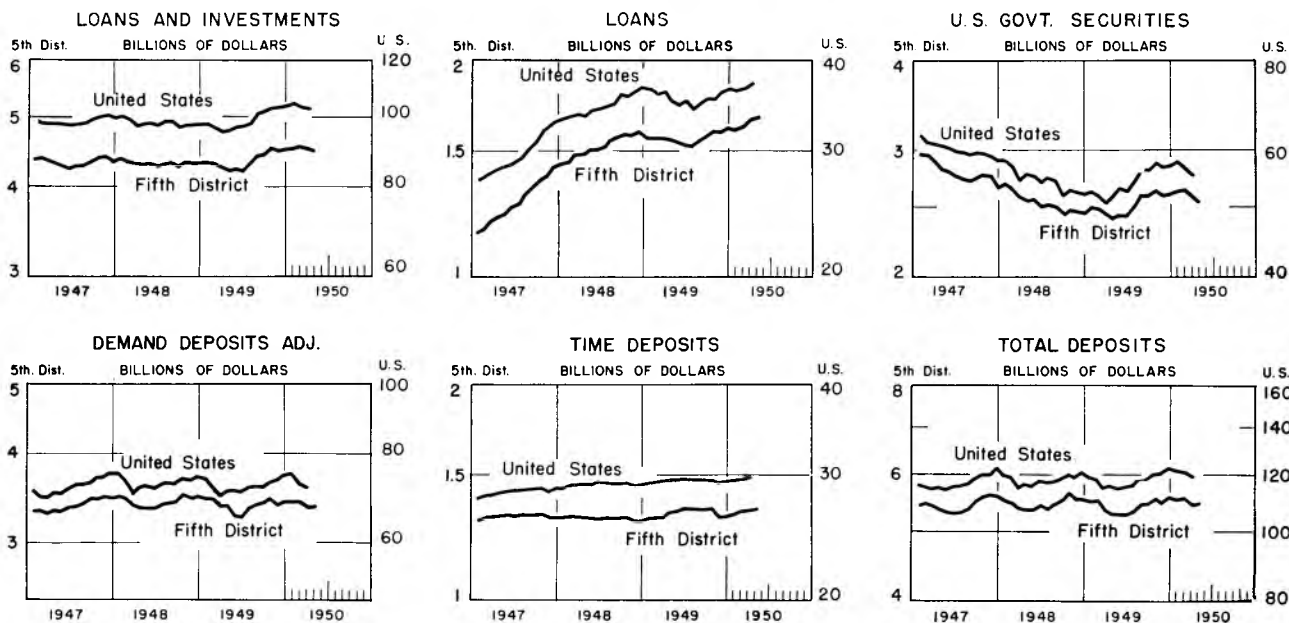 LOANS AND INVESTMENTS
5th Dist. BILLIONS OF DOLLARS U.S.
6 120
United States
5 100
4 80
Fifth District
3 60
1947 1948 1949 1950
LOANS
5th Dist. BILLIONS OF DOLLARS U.S.
2 40
United States
1.5 30
Fifth District
1 20
1947 1948 1949 1950
U.S. GOVT. SECURITIES
5th Dist. BILLIONS OF DOLLARS U.S.
4 80
United States
3 60
Fifth District
2 40
1947 1948 1949 1950
DEMAND DEPOSITS ADJ.
5th. Dist. BILLIONS OF DOLLARS U.S.
5 100
4 80
United States
Fifth District
3 60
1947 1948 1949 1950
TIME DEPOSITS
5th. Dist. BILLIONS OF DOLLARS U.S.
2 40
United States
1.5 30
Fifth District
1 20
1947 1948 1949 1950
TOTAL DEPOSITS
5th Dist. BILLIONS OF DOLLARS U.S.
8 160
140
United States
6 120
Fifth District
100
4 80
1947 1948 1949 1950